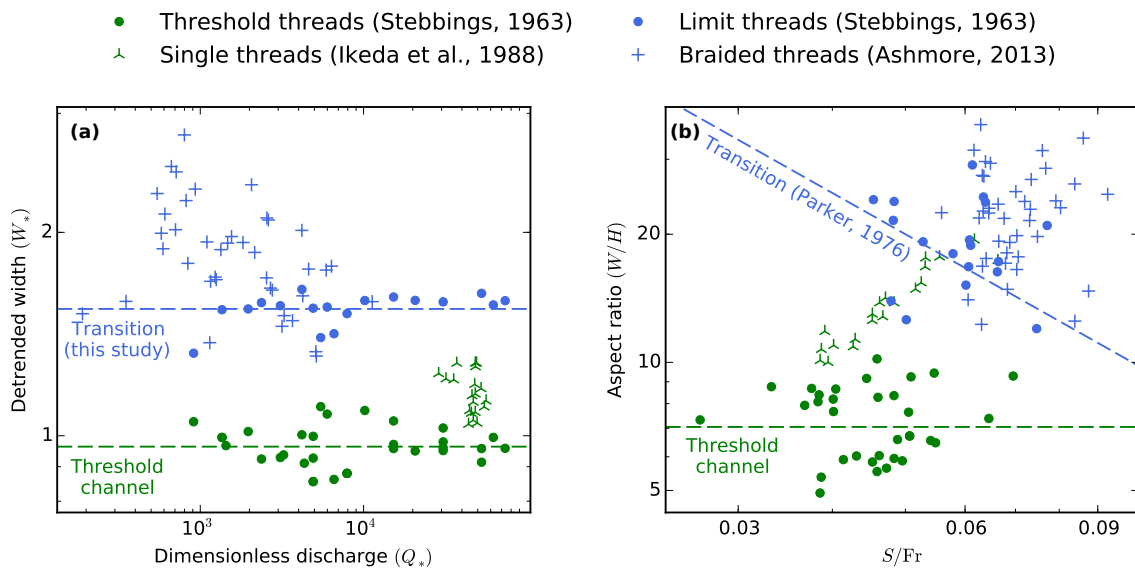 Threshold threads (Stebbings, 1963)
Single threads (Ikeda et al., 1988)
Limit threads (Stebbings, 1963)
Braided threads (Ashmore, 2013)
(a)
Detrended width (W*)
2
1
Transition
(this study)
Threshold
channel
10³
10⁴
Dimensionless discharge (Q*)
(b)
Aspect ratio (W/H)
20
10
5
Transition (Parker, 1976)
Threshold
channel
0.03
0.06
0.09
S/Fr